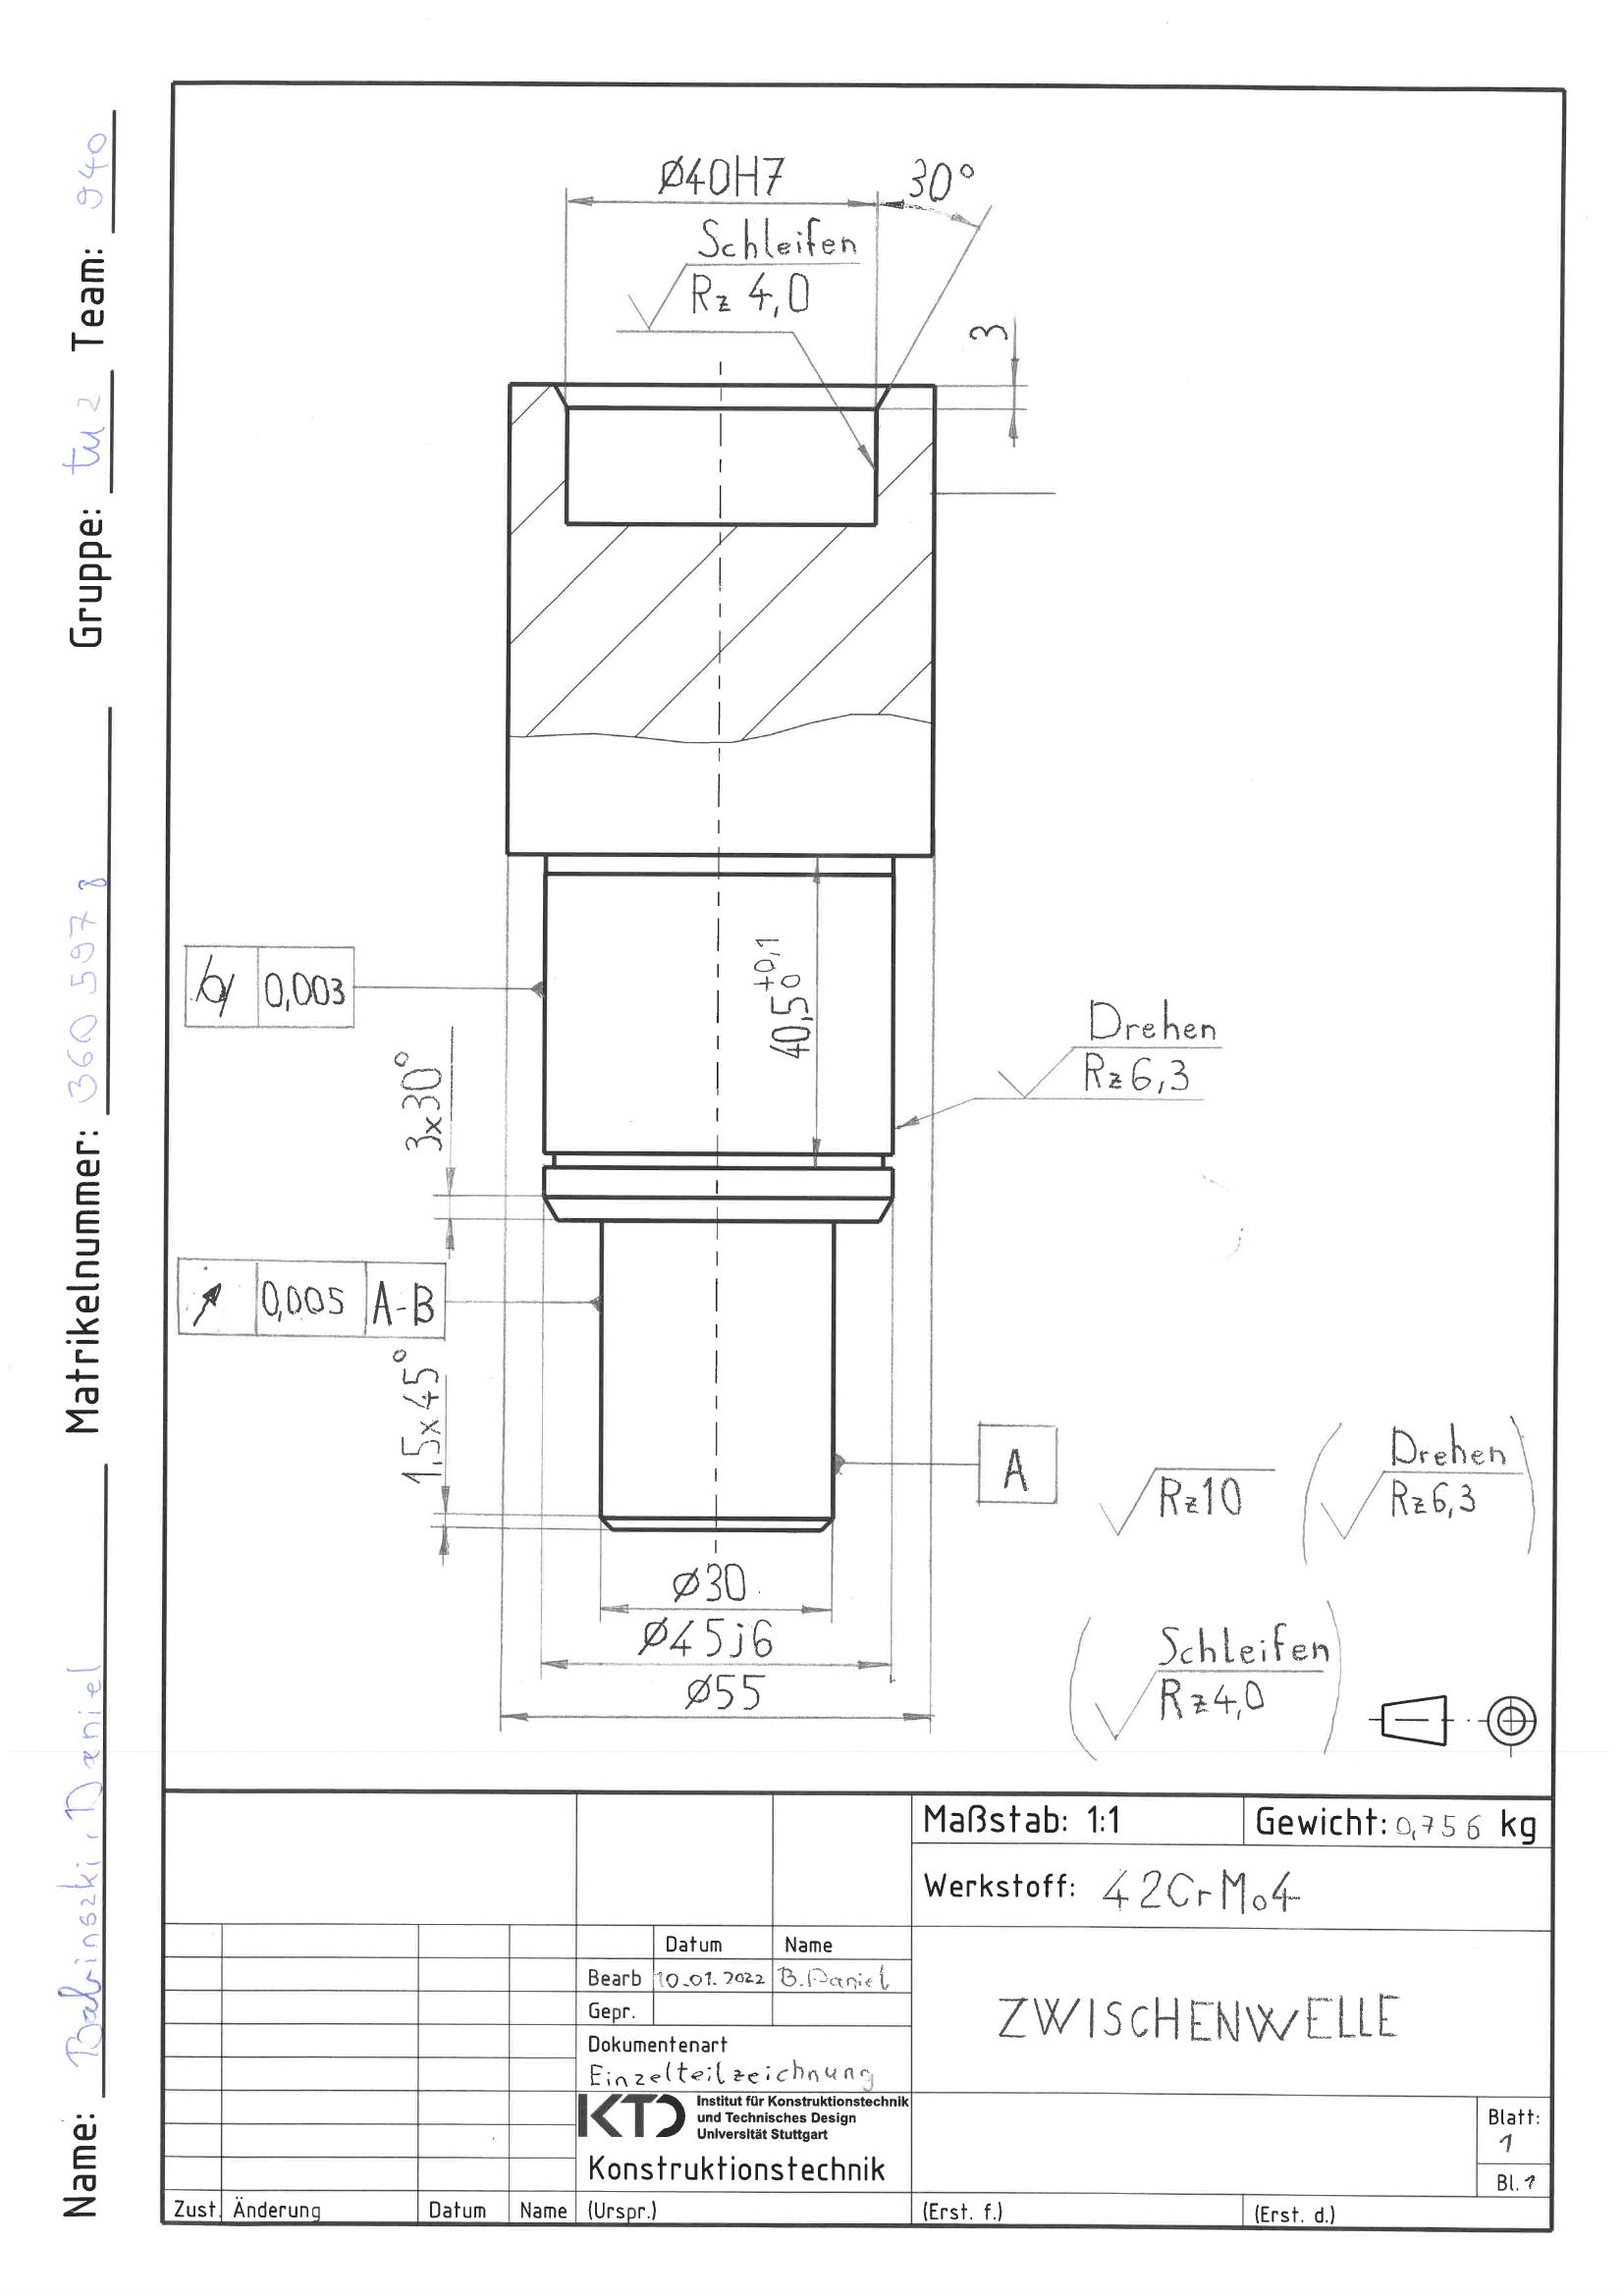 Ø40H7
30°
Schleifen
Rz 4,0
3
0,003
40,5 +0,1 0
Drehen
Rz6,3
3x30°
0,005 A-B
1,5x45°
A
Rz10
Drehen
Rz6,3
Ø30
Ø45j6
Ø55
Schleifen
Rz4,0
Name: Babinszki, Daniel Matrikelnummer: Gruppe: tu 2 Team: 940
Maßstab: 1:1 Gewicht: 0,756 kg
Werkstoff: 42CrMo4
Datum Name
Bearb 10.01.2022 B.Daniel
Gepr.
Dokumentenart
Einzelteilzeichnung
ZWISCHENWELLE
KTD Institut für Konstruktionstechnik
und Technisches Design
Universität Stuttgart
Konstruktionstechnik
Blatt:
1
Bl. 1
Zust. Änderung Datum Name (Urspr.) (Erst. f.) (Erst. d.)